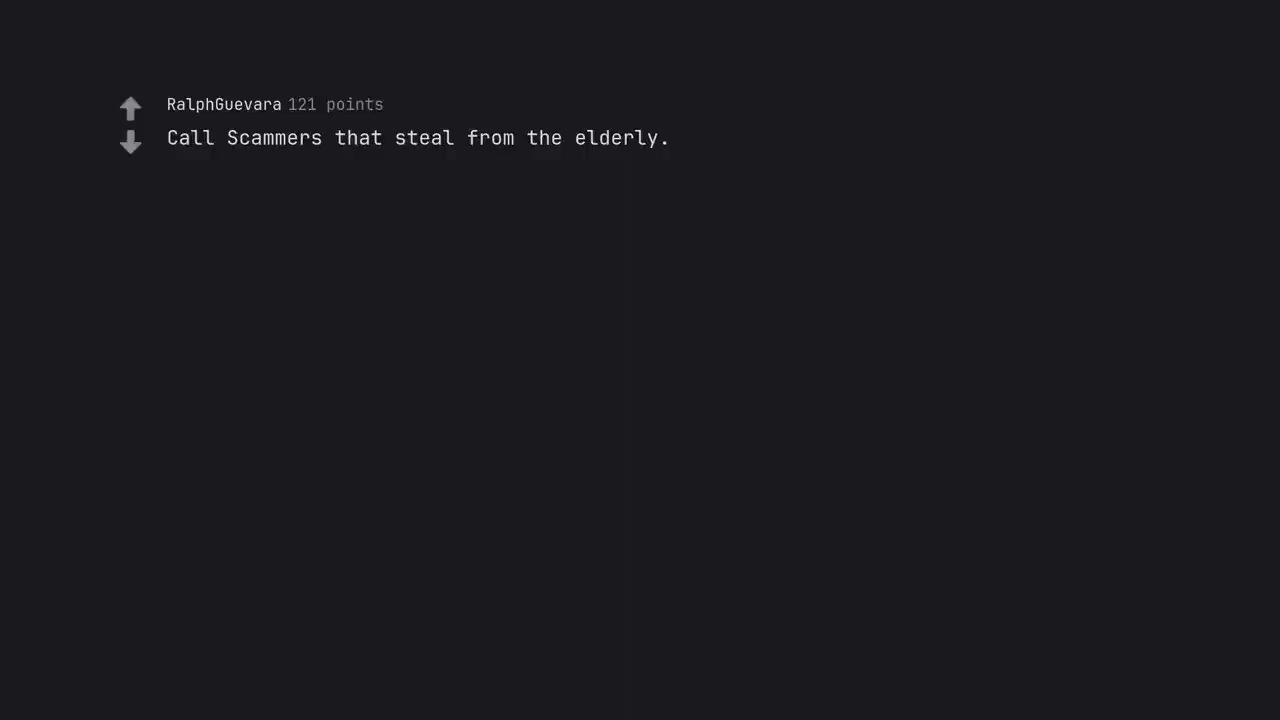 RalphGuevara 121 points
Call Scammers that steal from the elderly.